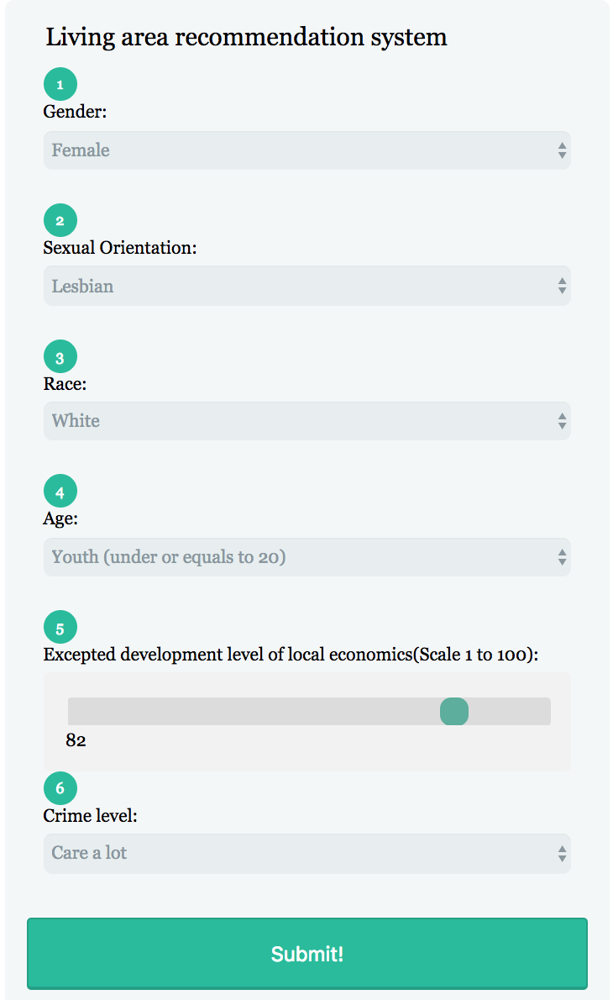 Living area recommendation system
1
Gender:
Female
2
Sexual Orientation:
Lesbian
3
Race:
White
4
Age:
Youth (under or equals to 20)
5
Excepted development level of local economics(Scale 1 to 100):
82
6
Crime level:
Care a lot
Submit!